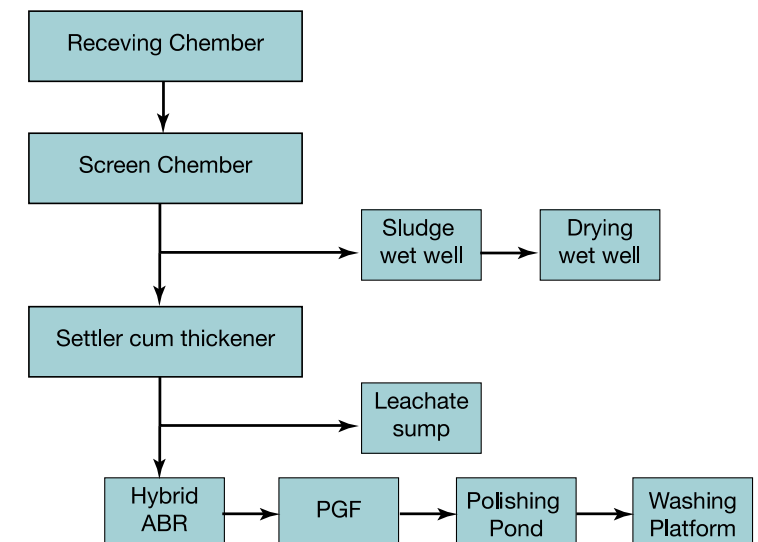 Receving Chember
Screen Chember
Sludge
wet well
Drying
wet well
Settler cum thickener
Leachate
sump
Hybrid
ABR
PGF
Polishing
Pond
Washing
Platform